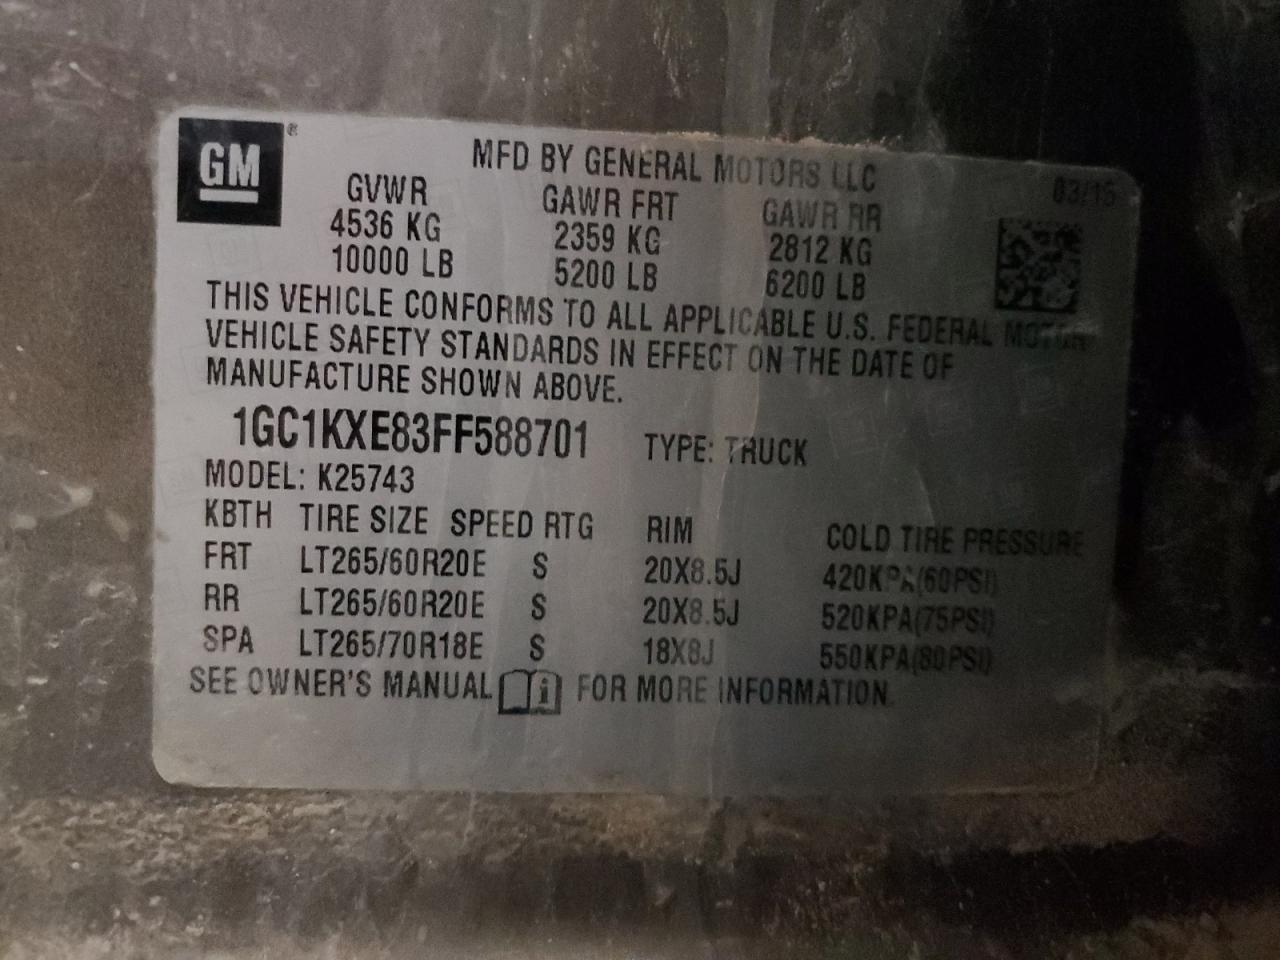 GM®
MFD BY GENERAL MOTORS LLC
03/15
GVWR GAWR FRT GAWR RR
4536 KG 2359 KG 2812 KG
10000 LB 5200 LB 6200 LB
THIS VEHICLE CONFORMS TO ALL APPLICABLE U.S. FEDERAL MOTOR
VEHICLE SAFETY STANDARDS IN EFFECT ON THE DATE OF
MANUFACTURE SHOWN ABOVE.
1GC1KXE83FF588701 TYPE: TRUCK
MODEL: K25743
KBTH TIRE SIZE SPEED RTG RIM COLD TIRE PRESSURE
FRT LT265/60R20E S 20X8.5J 420KPA(60PSI)
RR LT265/60R20E S 20X8.5J 520KPA(75PSI)
SPA LT265/70R18E S 18X8J 550KPA(80PSI)
SEE OWNER'S MANUAL i FOR MORE INFORMATION.